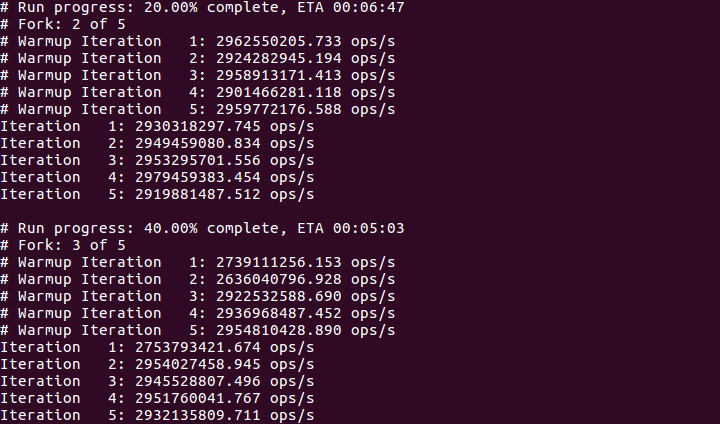 # Run progress: 20.00% complete, ETA 00:06:47
# Fork: 2 of 5
# Warmup Iteration   1: 2962550205.733 ops/s
# Warmup Iteration   2: 2924282945.194 ops/s
# Warmup Iteration   3: 2958913171.413 ops/s
# Warmup Iteration   4: 2901466281.118 ops/s
# Warmup Iteration   5: 2959772176.588 ops/s
Iteration   1: 2930318297.745 ops/s
Iteration   2: 2949459080.834 ops/s
Iteration   3: 2953295701.556 ops/s
Iteration   4: 2979459383.454 ops/s
Iteration   5: 2919881487.512 ops/s

# Run progress: 40.00% complete, ETA 00:05:03
# Fork: 3 of 5
# Warmup Iteration   1: 2739111256.153 ops/s
# Warmup Iteration   2: 2636040796.928 ops/s
# Warmup Iteration   3: 2922532588.690 ops/s
# Warmup Iteration   4: 2936968487.452 ops/s
# Warmup Iteration   5: 2954810428.890 ops/s
Iteration   1: 2753793421.674 ops/s
Iteration   2: 2954027458.945 ops/s
Iteration   3: 2945528807.496 ops/s
Iteration   4: 2951760041.767 ops/s
Iteration   5: 2932135809.711 ops/s